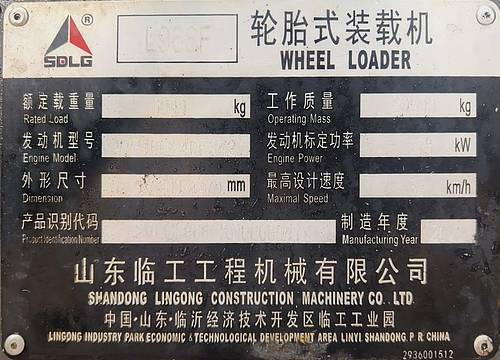 SDLG ® L968F 轮胎式装载机
WHEEL LOADER
额定载重量 kg 工作质量 kg
Rated Load Operating Mass
发动机型号 发动机标定功率 kW
Engine Model Engine Power
外形尺寸 mm 最高设计速度 km/h
Dimension Maximal Speed
产品识别代码 制造年度
Product Identification Number Manufacturing Year
山东临工工程机械有限公司
SHANDONG LINGONG CONSTRUCTION MACHINERY CO. LTD
中国·山东·临沂经济技术开发区临工工业园
LINGONG INDUSTRY PARK ECONOMIC & TECHNOLOGICAL DEVELOPMENT AREA LINYI SHANDONG. P. R CHINA
2936001512